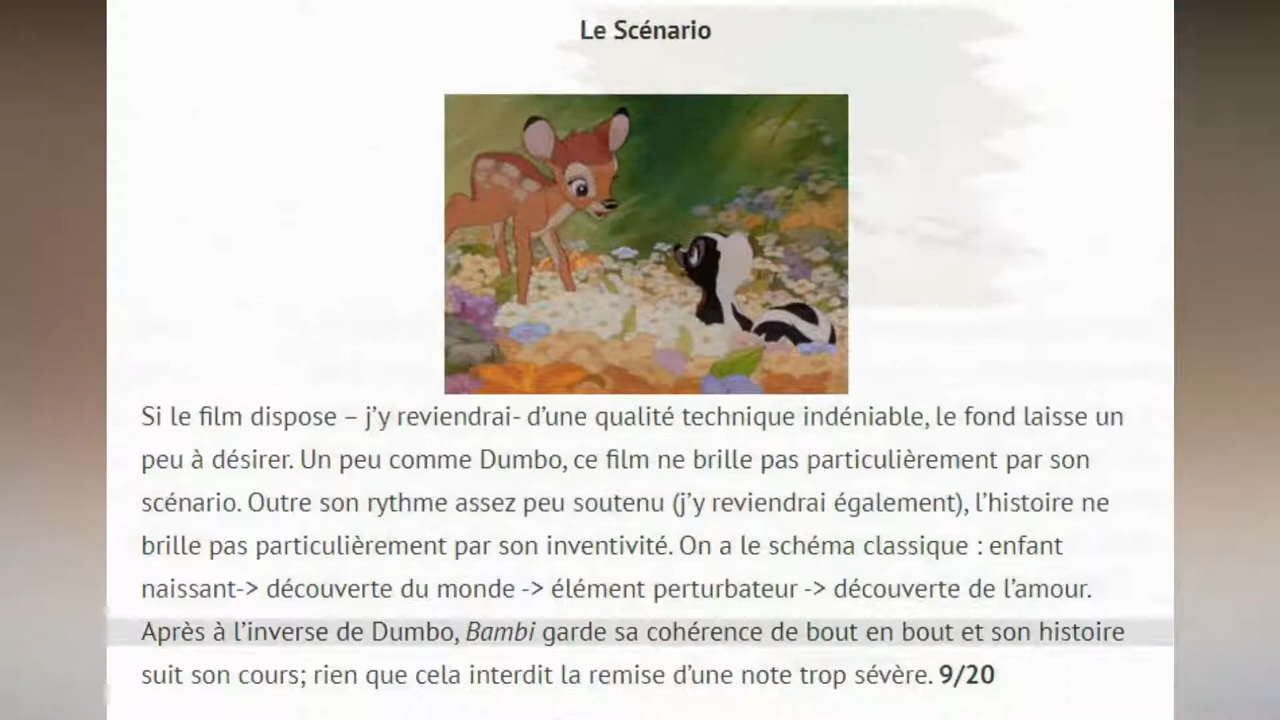 Le Scénario
Si le film dispose – j’y reviendrai- d’une qualité technique indéniable, le fond laisse un
peu à désirer. Un peu comme Dumbo, ce film ne brille pas particulièrement par son
scénario. Outre son rythme assez peu soutenu (j’y reviendrai également), l’histoire ne
brille pas particulièrement par son inventivité. On a le schéma classique : enfant
naissant-> découverte du monde -> élément perturbateur -> découverte de l’amour.
Après à l’inverse de Dumbo, Bambi garde sa cohérence de bout en bout et son histoire
suit son cours; rien que cela interdit la remise d’une note trop sévère. 9/20